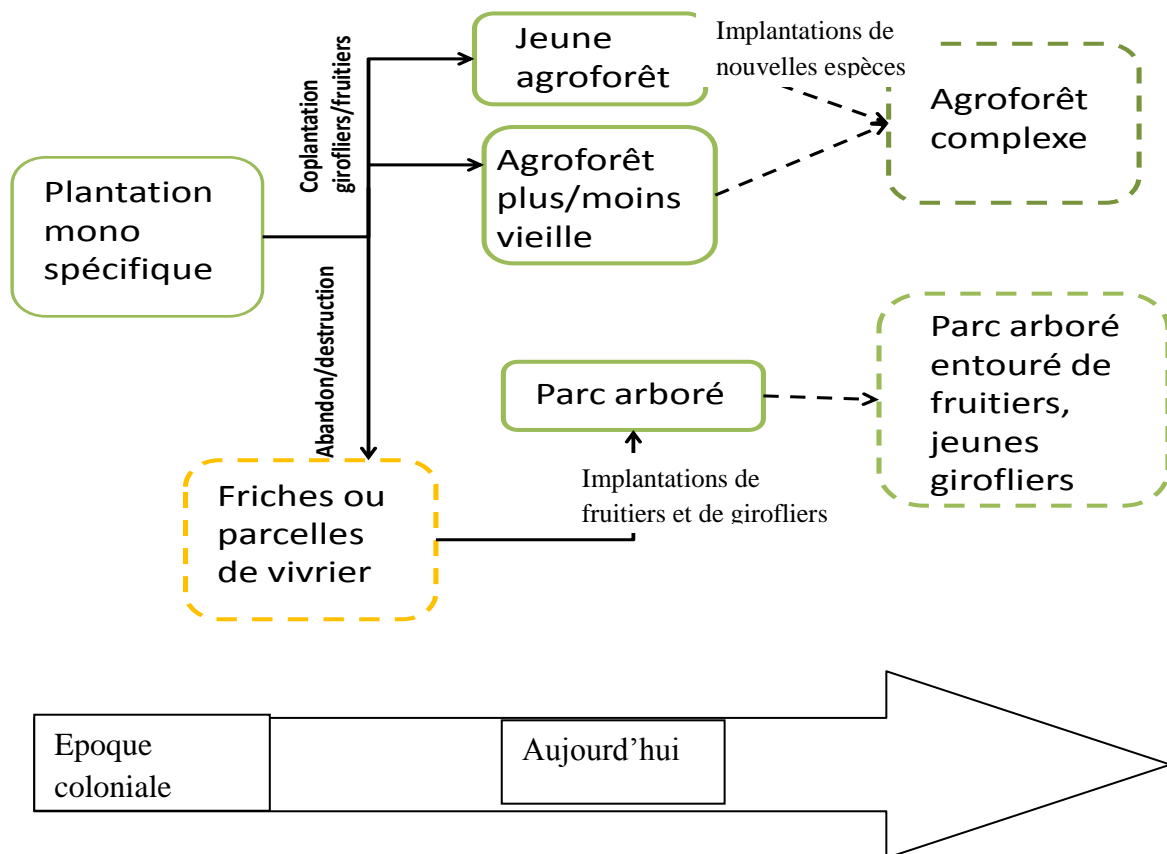 Jeune
agroforêt
Implantations de
nouvelles espèces
Agroforêt
complexe
Coplantation
girofliers/fruitiers
Agroforêt
plus/moins
vieille
Plantation
mono
spécifique
Abandon/destruction
Parc arboré
Parc arboré
entouré de
fruitiers,
jeunes
girofliers
Implantations de
fruitiers et de girofliers
Friches ou
parcelles
de vivrier
Epoque
coloniale
Aujourd’hui